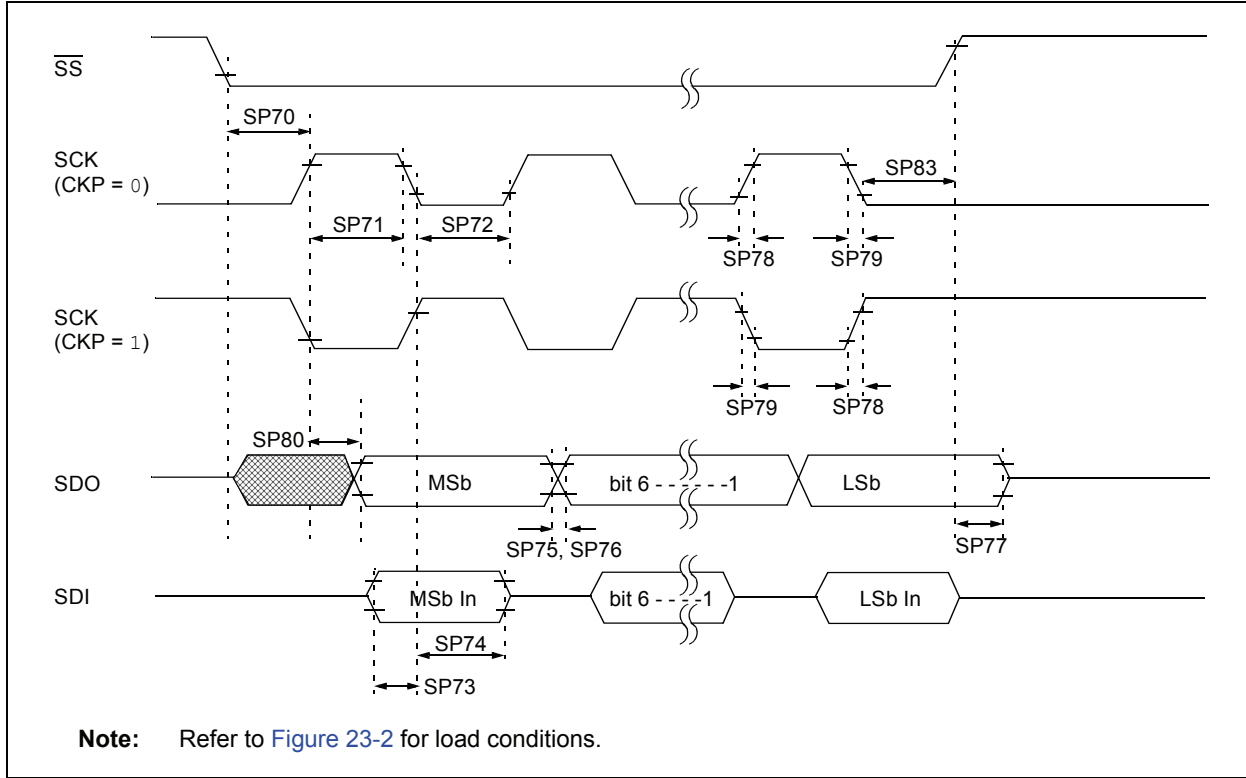 SS
SP70
SCK
(CKP = 0)
SP83
SP71
SP72
SP78
SP79
SCK
(CKP = 1)
SP79
SP78
SP80
SDO
MSb
bit 6 - - - - - -1
LSb
SP75, SP76
SP77
SDI
MSb In
bit 6 - - - -1
LSb In
SP74
SP73
Note: Refer to Figure 23-2 for load conditions.